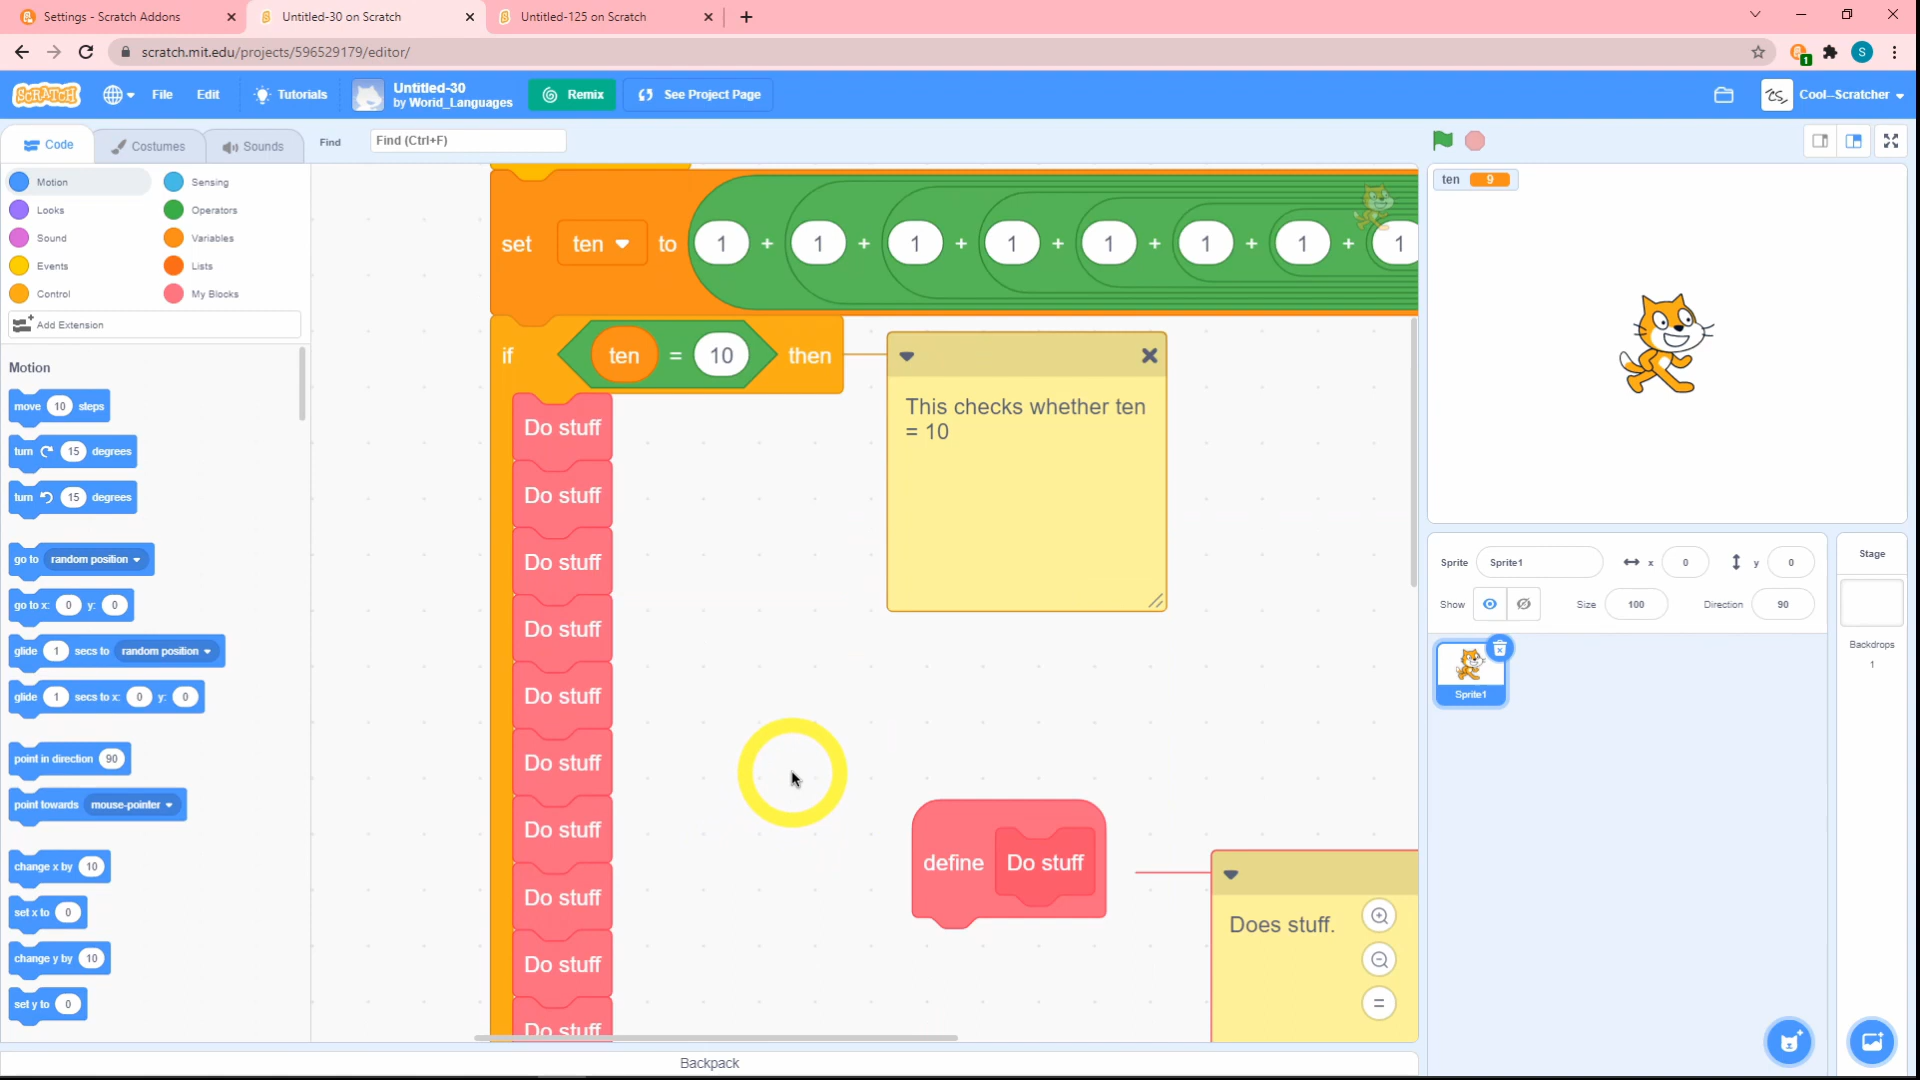 Settings - Scratch Addons
Untitled-30 on Scratch
Untitled-125 on Scratch
scratch.mit.edu/projects/596529179/editor/
S
1
SCRATCH
File
Edit
Tutorials
Untitled-30
by World_Languages
Remix
See Project Page
Cool--Scratcher
Code
Costumes
Sounds
Find
Find (Ctrl+F)
Motion
Sensing
Looks
Operators
Sound
Variables
Events
Lists
Control
My Blocks
Add Extension
Motion
move 10 steps
turn 15 degrees
turn 15 degrees
go to random position
go to x: 0 y: 0
glide 1 secs to random position
glide 1 secs to x: 0 y: 0
point in direction 90
point towards mouse-pointer
change x by 10
set x to 0
change y by 10
set y to 0
set ten to 1 + 1 + 1 + 1 + 1 + 1 + 1 + 1
if ten = 10 then
This checks whether ten
= 10
Do stuff
Do stuff
Do stuff
Do stuff
Do stuff
Do stuff
Do stuff
Do stuff
Do stuff
Do stuff
define Do stuff
Does stuff.
Backpack
ten 9
Sprite Sprite1 x 0 y 0
Show Size 100 Direction 90
Sprite1
Stage
Backdrops
1